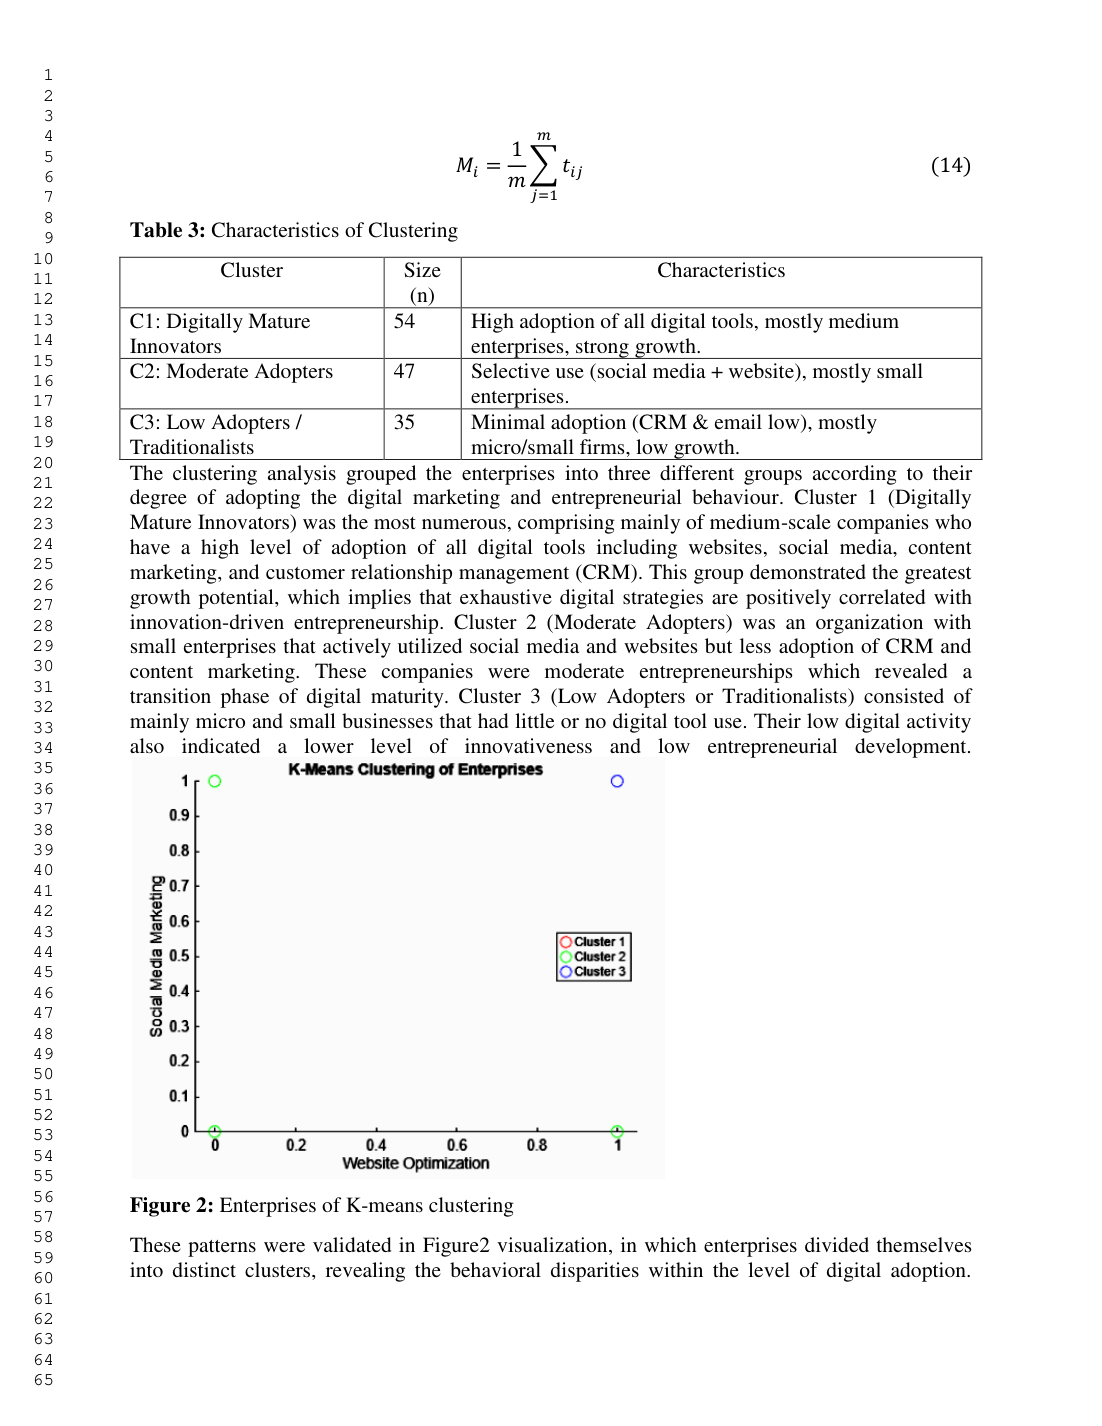 1
2
3
4
5
6
7
8
9
10
11
12
13
14
15
16
17
18
19
20
21
22
23
24
25
26
27
28
29
30
31
32
33
34
35
36
37
38
39
40
41
42
43
44
45
46
47
48
49
50
51
52
53
54
55
56
57
58
59
60
61
62
63
64
65
M_i = \frac{1}{m} \sum_{j=1}^{m} t_{ij} (14)
Table 3: Characteristics of Clustering
Cluster Size (n) Characteristics
C1: Digitally Mature Innovators 54 High adoption of all digital tools, mostly medium enterprises, strong growth.
C2: Moderate Adopters 47 Selective use (social media + website), mostly small enterprises.
C3: Low Adopters / Traditionalists 35 Minimal adoption (CRM & email low), mostly micro/small firms, low growth.
The clustering analysis grouped the enterprises into three different groups according to their
degree of adopting the digital marketing and entrepreneurial behaviour. Cluster 1 (Digitally
Mature Innovators) was the most numerous, comprising mainly of medium-scale companies who
have a high level of adoption of all digital tools including websites, social media, content
marketing, and customer relationship management (CRM). This group demonstrated the greatest
growth potential, which implies that exhaustive digital strategies are positively correlated with
innovation-driven entrepreneurship. Cluster 2 (Moderate Adopters) was an organization with
small enterprises that actively utilized social media and websites but less adoption of CRM and
content marketing. These companies were moderate entrepreneurships which revealed a
transition phase of digital maturity. Cluster 3 (Low Adopters or Traditionalists) consisted of
mainly micro and small businesses that had little or no digital tool use. Their low digital activity
also indicated a lower level of innovativeness and low entrepreneurial development.
K-Means Clustering of Enterprises
Social Media Marketing
1
0.9
0.8
0.7
0.6
0.5
0.4
0.3
0.2
0.1
0
Cluster 1
Cluster 2
Cluster 3
0 0.2 0.4 0.6 0.8 1
Website Optimization
Figure 2: Enterprises of K-means clustering
These patterns were validated in Figure2 visualization, in which enterprises divided themselves
into distinct clusters, revealing the behavioral disparities within the level of digital adoption.